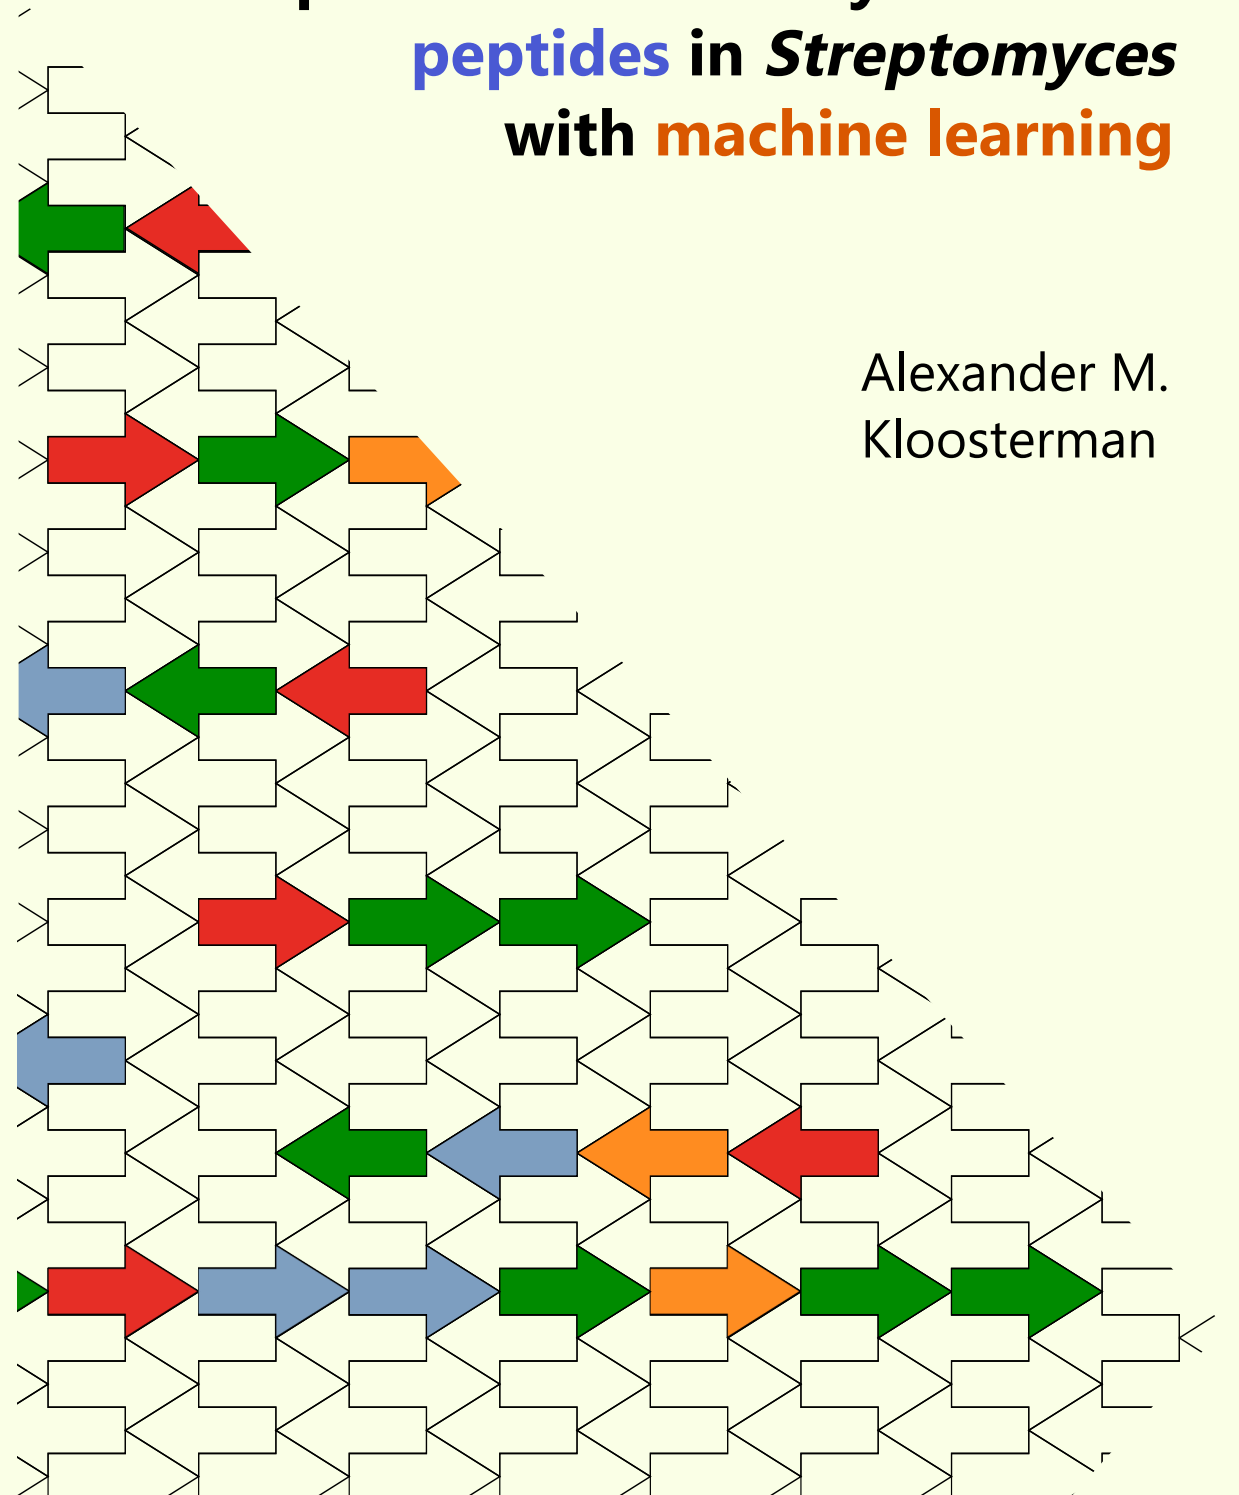 peptides in Streptomyces
with machine learning
Alexander M.
Kloosterman